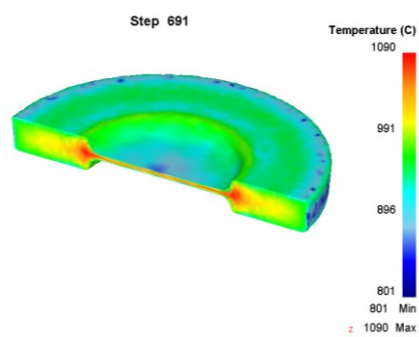 Step 691
Temperature (C)
1090
991
896
801
801 Min
z 1090 Max